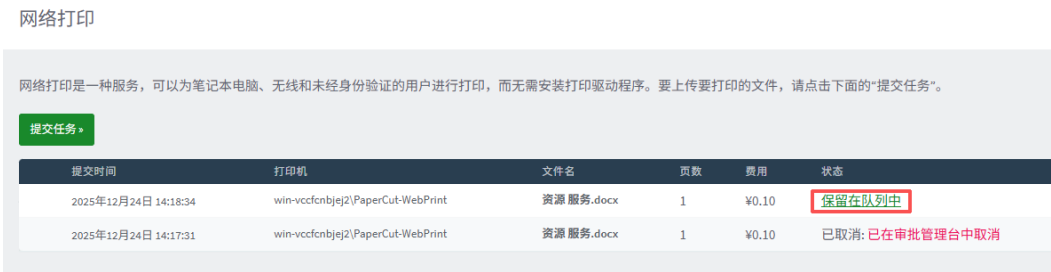 网络打印
网络打印是一种服务，可以为笔记本电脑、无线和未经身份验证的用户进行打印，而无需安装打印驱动程序。要上传要打印的文件，请点击下面的“提交任务”。
提交任务 »
提交时间 打印机 文件名 页数 费用 状态
2025年12月24日 14:18:34 win-vccfcnbjej2\PaperCut-WebPrint 资源 服务.docx 1 ¥0.10 保留在队列中
2025年12月24日 14:17:31 win-vccfcnbjej2\PaperCut-WebPrint 资源 服务.docx 1 ¥0.10 已取消: 已在审批管理台中取消